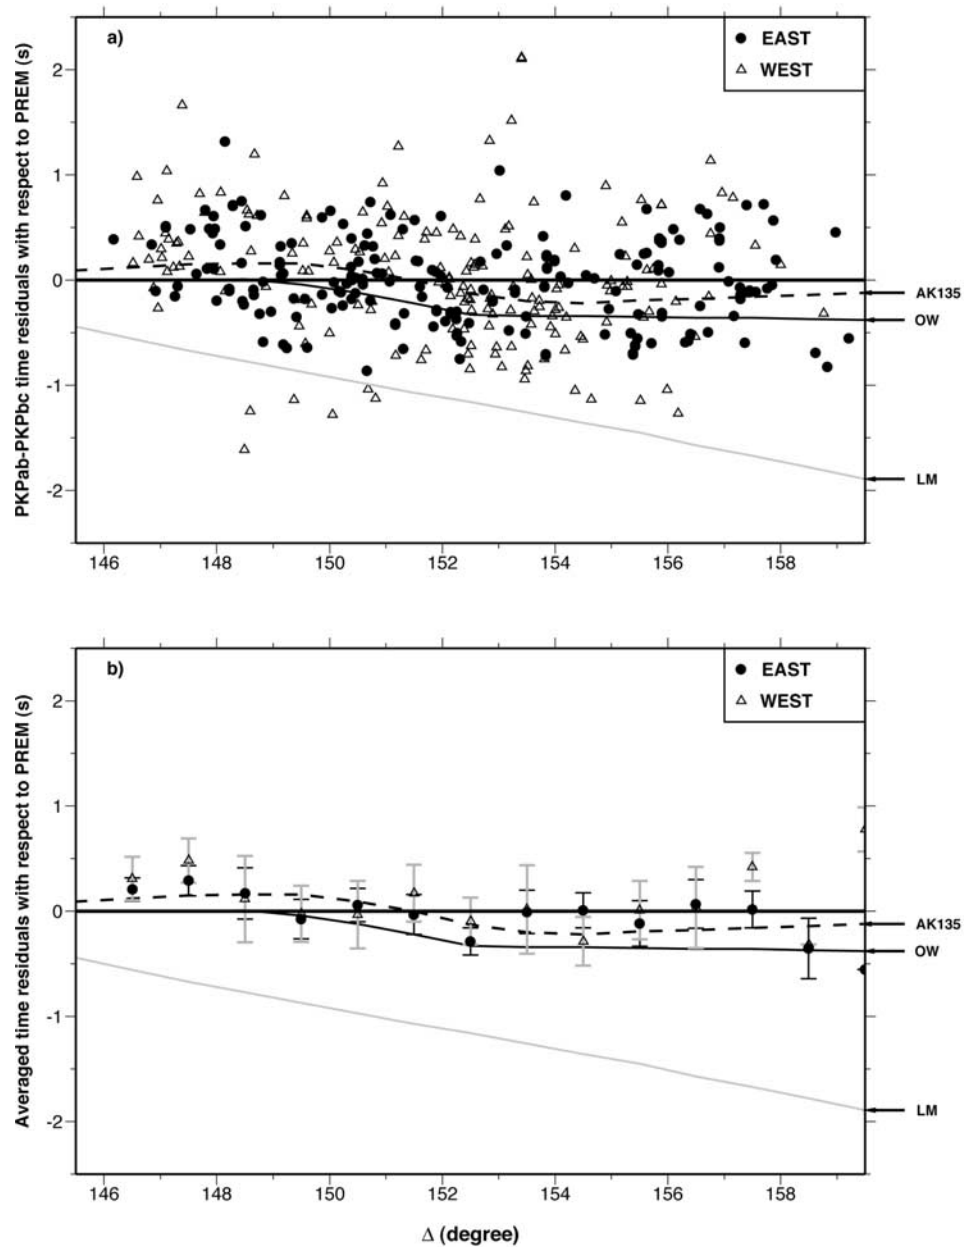 a)
EAST
WEST
PKPab-PKPbc time residuals with respect to PREM (s)
2
1
0
-1
-2
AK135
OW
LM
146 148 150 152 154 156 158
b)
EAST
WEST
Averaged time residuals with respect to PREM (s)
2
1
0
-1
-2
AK135
OW
LM
146 148 150 152 154 156 158
Δ (degree)